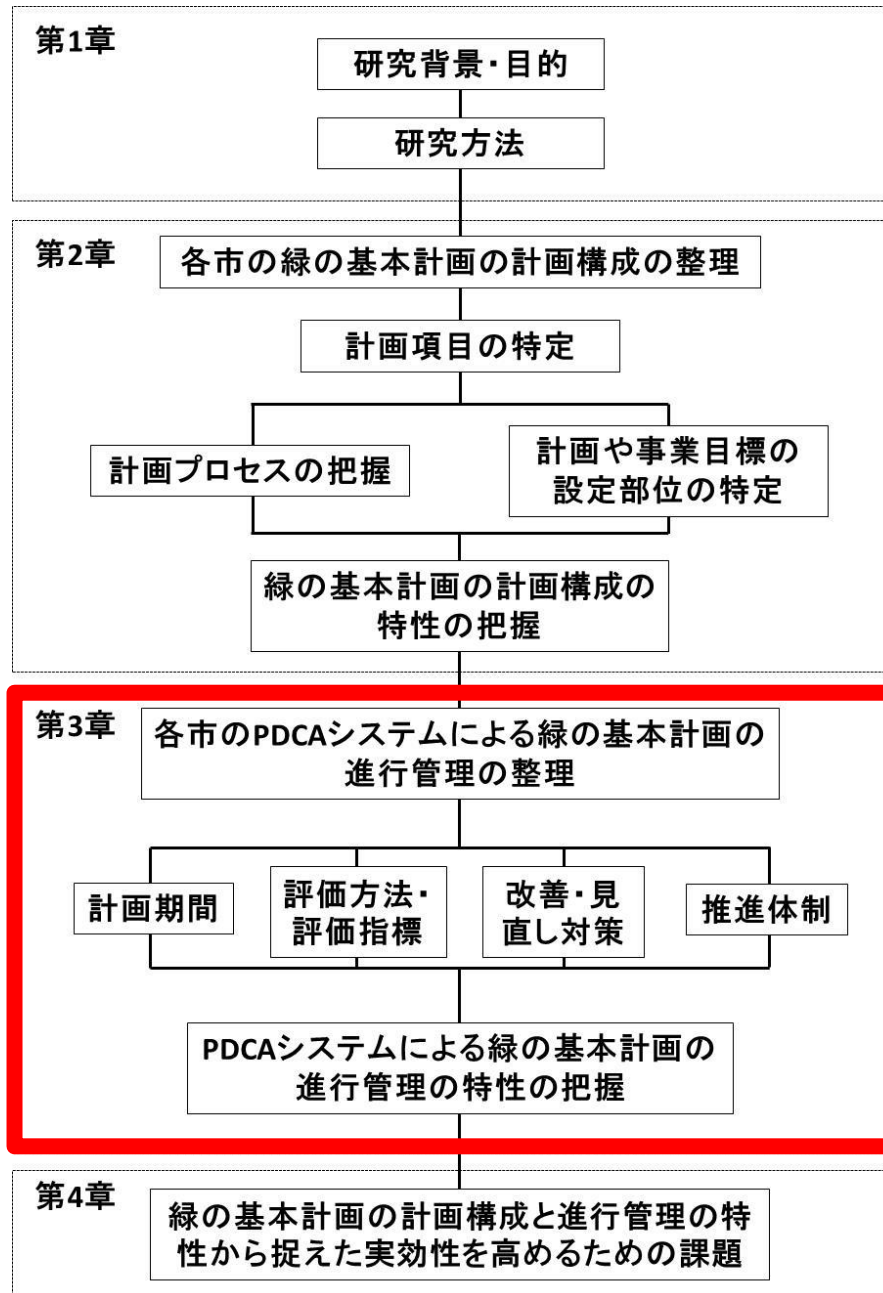 第1章
研究背景・目的
研究方法
第2章
各市の緑の基本計画の計画構成の整理
計画項目の特定
計画プロセスの把握
計画や事業目標の
設定部位の特定
緑の基本計画の計画構成の
特性の把握
第3章
各市のPDCAシステムによる緑の基本計画の
進行管理の整理
計画期間
評価方法・
評価指標
改善・見
直し対策
推進体制
PDCAシステムによる緑の基本計画の
進行管理の特性の把握
第4章
緑の基本計画の計画構成と進行管理の特
性から捉えた実効性を高めるための課題